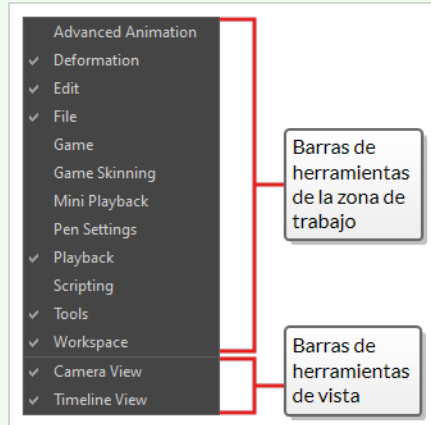 Advanced Animation
Deformation
Edit
File
Game
Game Skinning
Mini Playback
Pen Settings
Playback
Scripting
Tools
Workspace
Camera View
Timeline View
Barras de
herramientas
de la zona de
trabajo
Barras de
herramientas
de vista